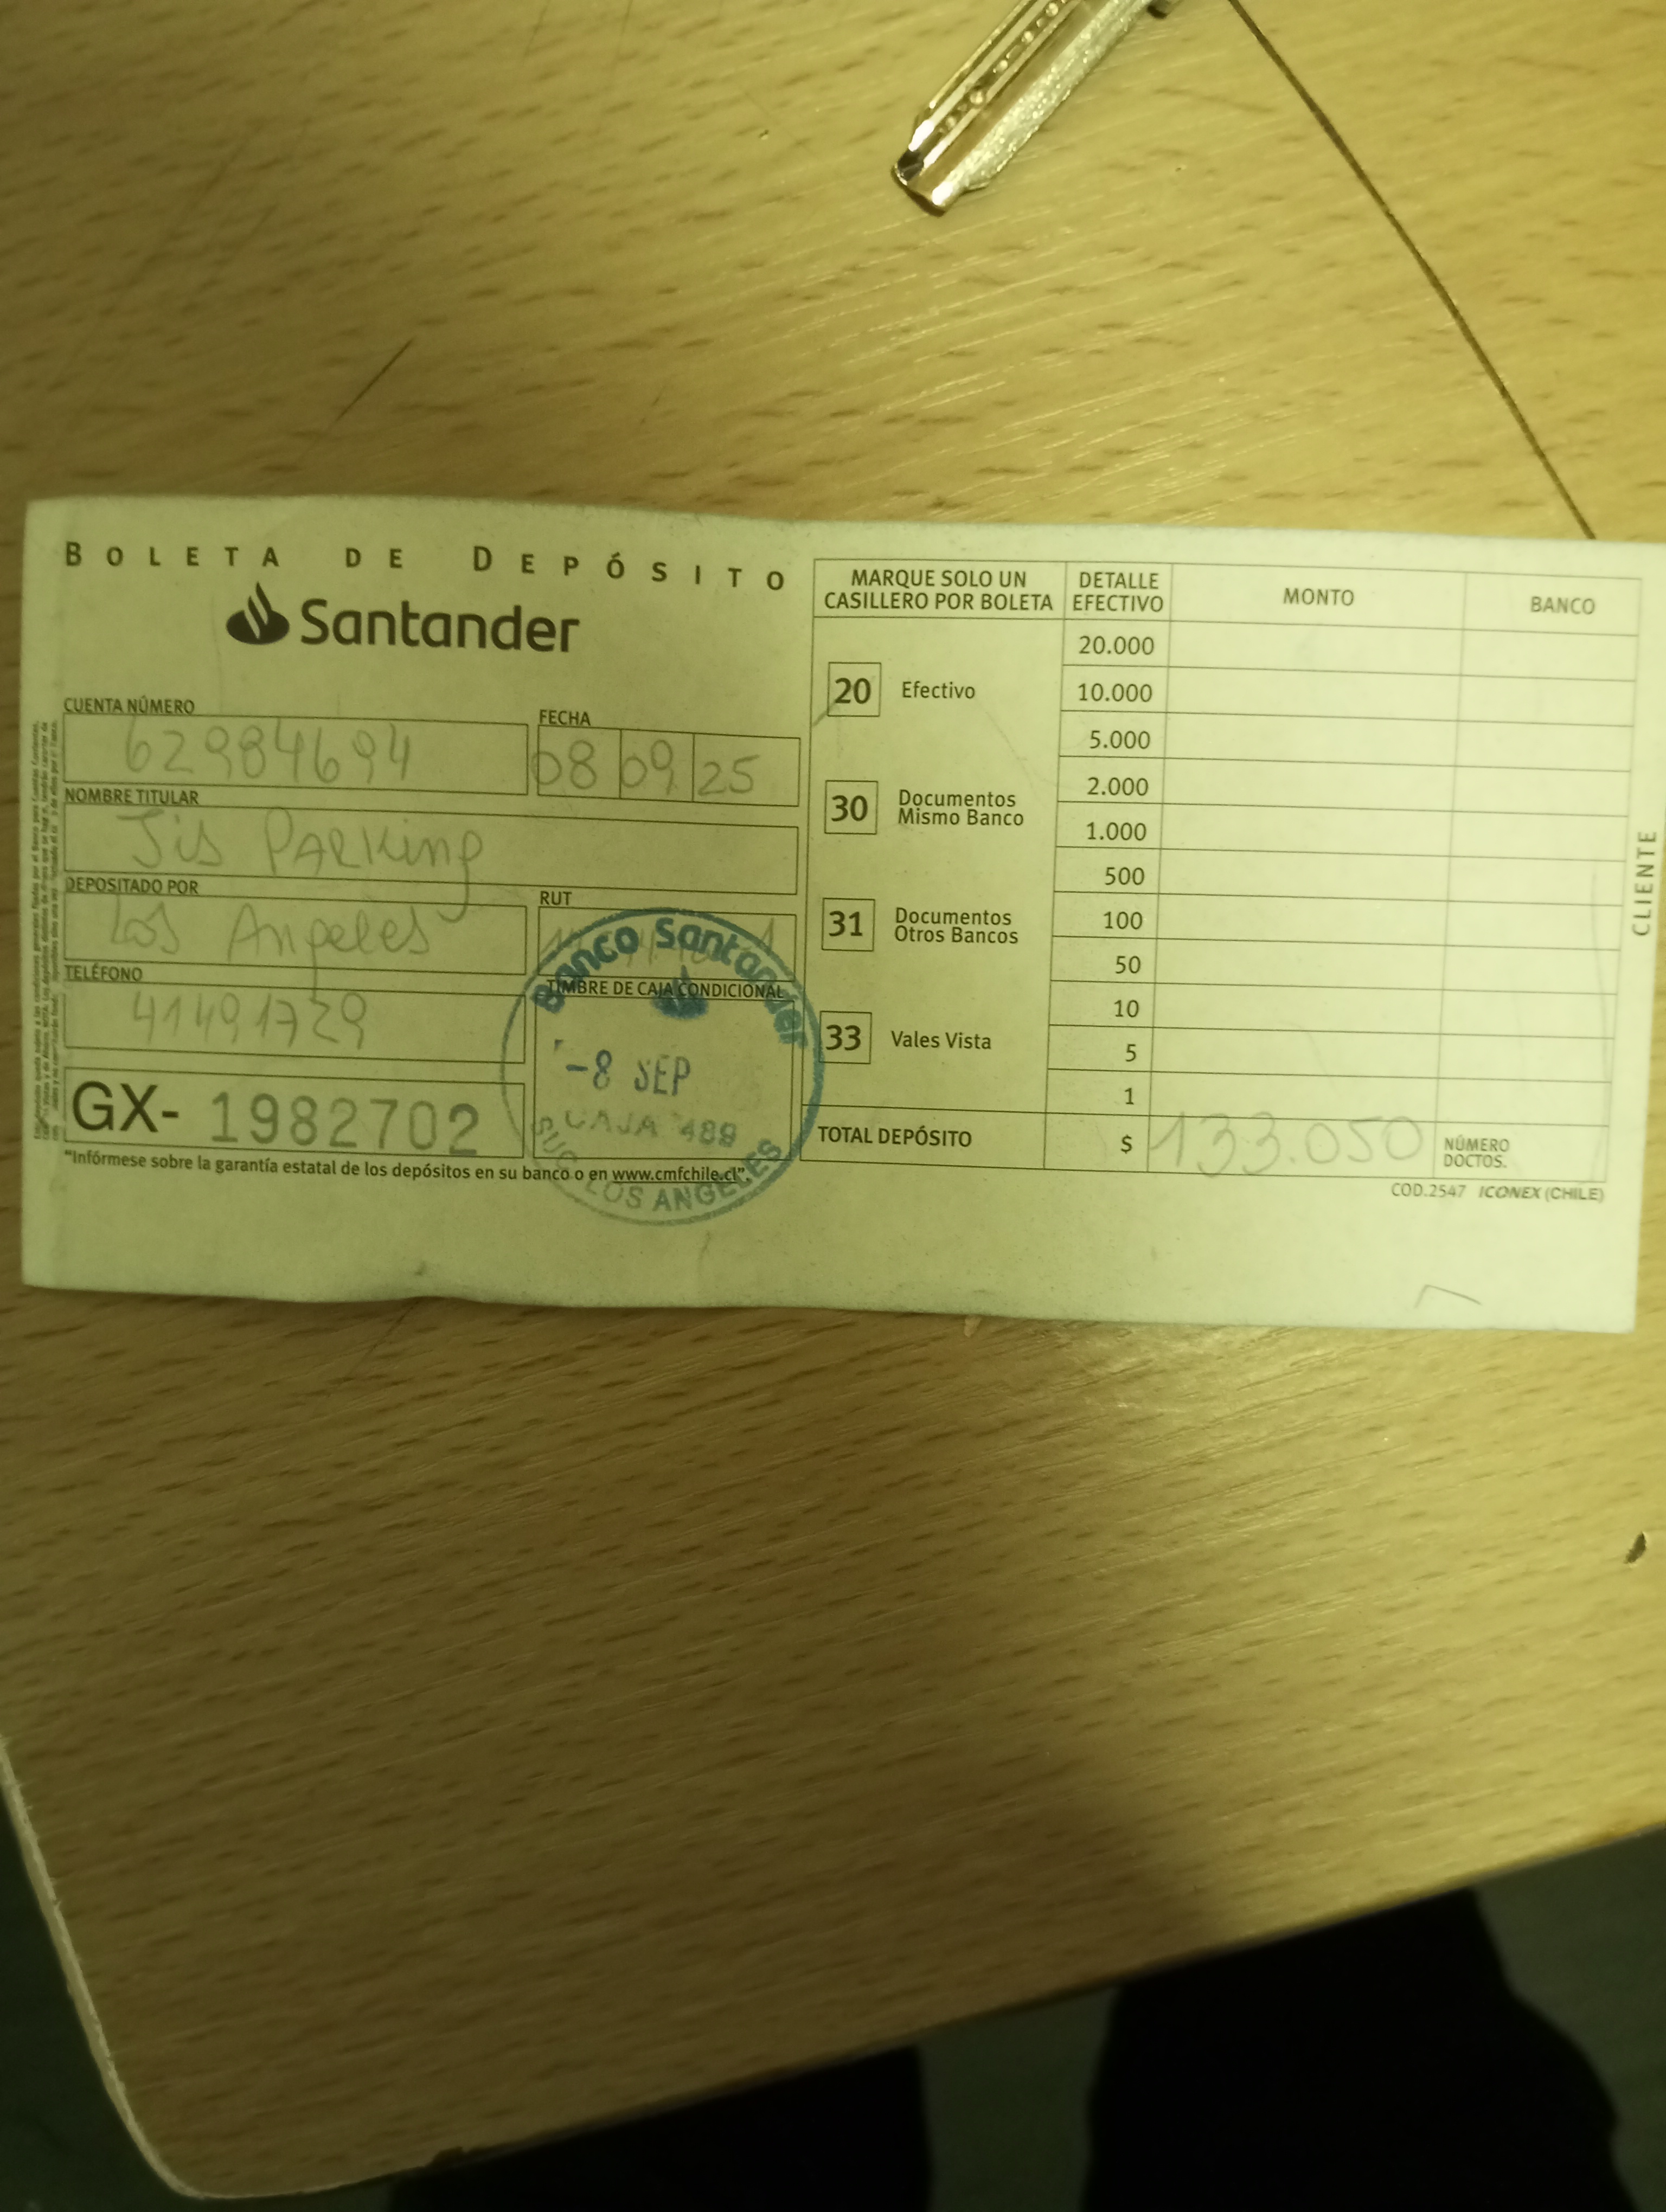 BOLETA DE DEPÓSITO
Santander
CUENTA NÚMERO
62984694
FECHA
08 09 25
NOMBRE TITULAR
Jis Parking
DEPOSITADO POR
Los Angeles
RUT
TELÉFONO
41491729
TIMBRE DE CAJA CONDICIONAL
Banco Santander
-8 SEP
CAJA 489
SUC LOS ANGELES
GX- 1982702
"Infórmese sobre la garantía estatal de los depósitos en su banco o en www.cmfchile.cl".
MARQUE SOLO UN
CASILLERO POR BOLETA
20 Efectivo
30 Documentos
Mismo Banco
31 Documentos
Otros Bancos
33 Vales Vista
DETALLE
EFECTIVO
MONTO
BANCO
20.000
10.000
5.000
2.000
1.000
500
100
50
10
5
1
TOTAL DEPÓSITO
$ 133.050
NÚMERO
DOCTOS.
COD.2547 ICONEX (CHILE)
CLIENTE